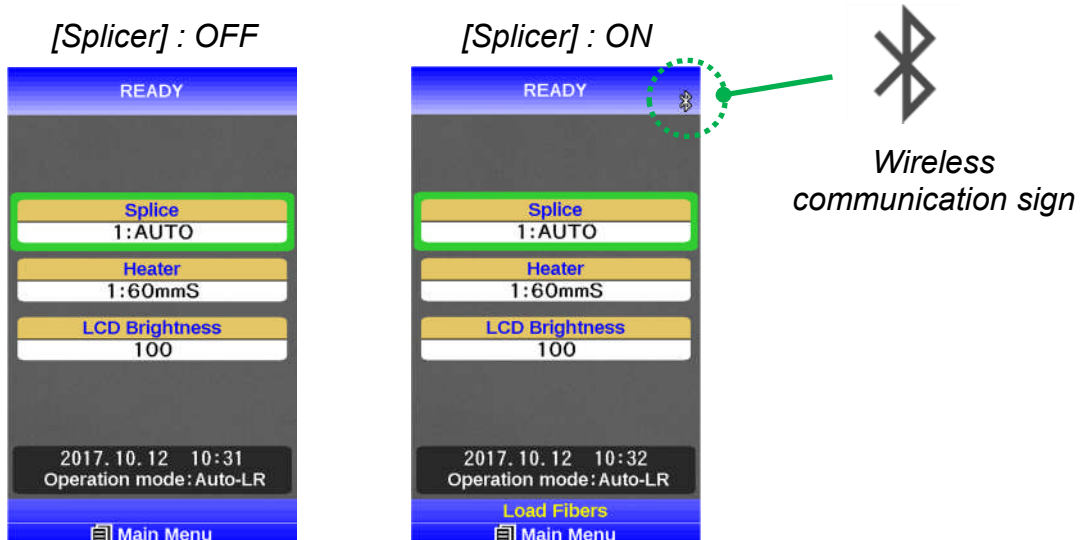 [Splicer] : OFF
READY
Splice
1:AUTO
Heater
1:60mmS
LCD Brightness
100
2017.10.12 10:31
Operation mode:Auto-LR
Main Menu
[Splicer] : ON
READY
Splice
1:AUTO
Heater
1:60mmS
LCD Brightness
100
2017.10.12 10:32
Operation mode:Auto-LR
Load Fibers
Main Menu
Wireless
communication sign